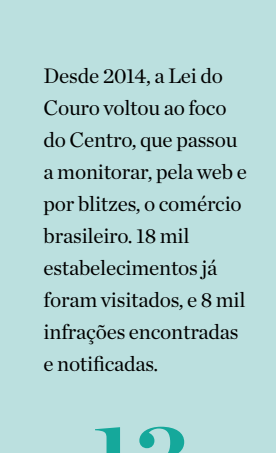 Desde 2014, a Lei do
Couro voltou ao foco
do Centro, que passou
a monitorar, pela web e
por blitzes, o comércio
brasileiro. 18 mil
estabelecimentos já
foram visitados, e 8 mil
infrações encontradas
e notificadas.